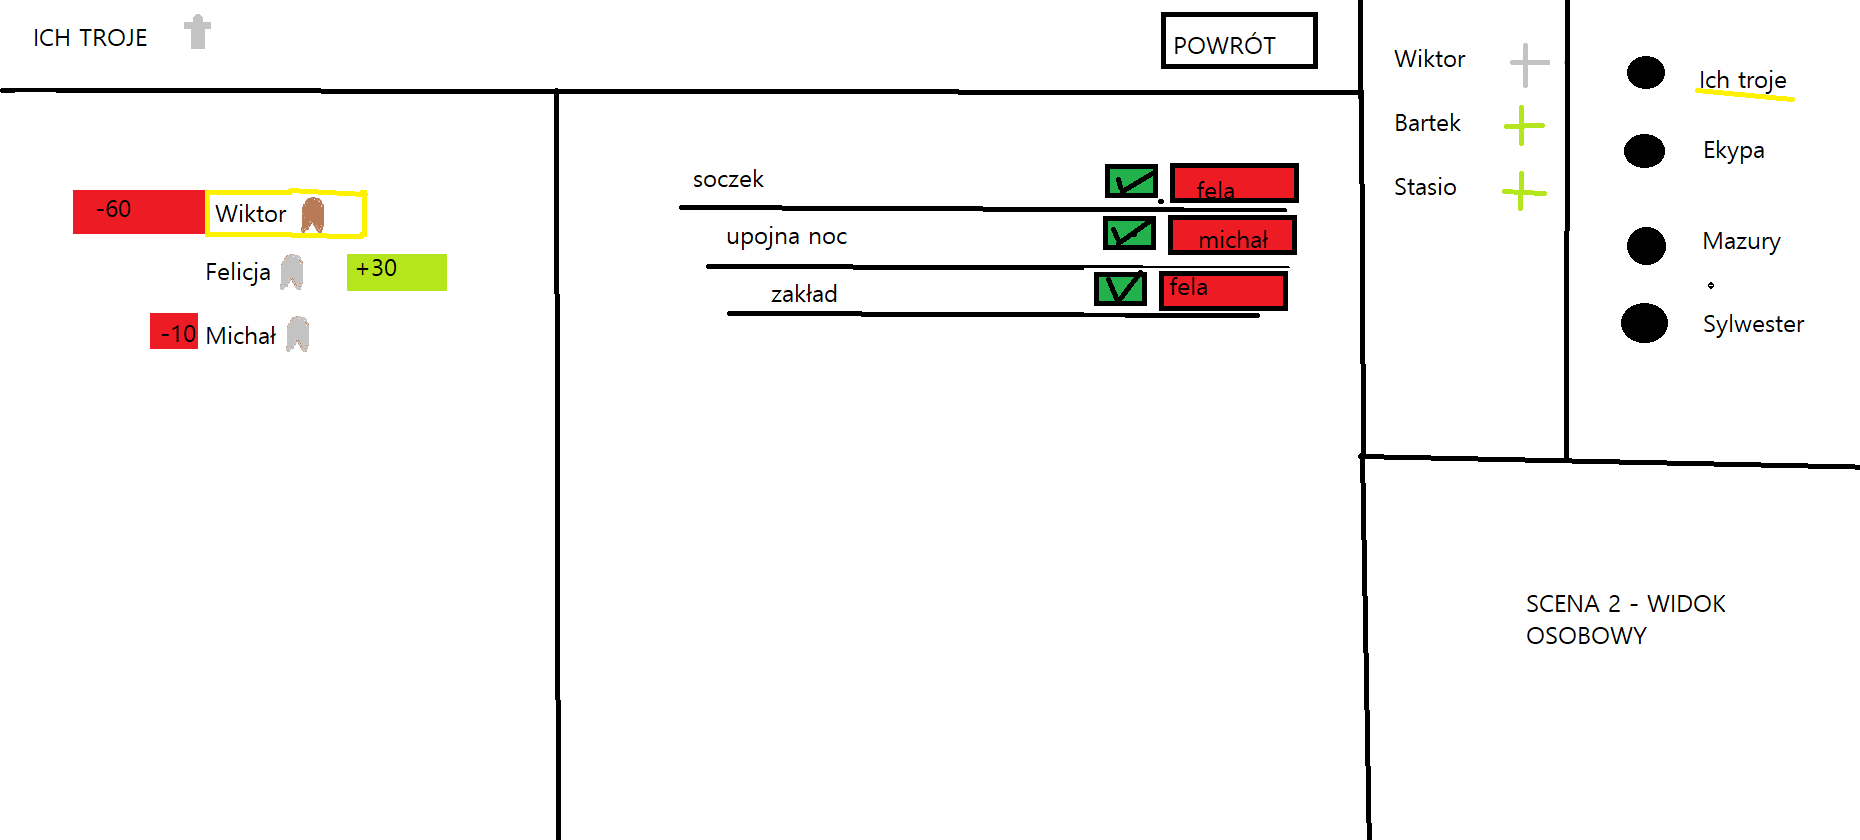 ICH TROJE
POWRÓT
-60
Wiktor
Felicja
+30
-10
Michał
soczek
fela
upojna noc
michał
zakład
fela
Wiktor
Bartek
Stasio
Ich troje
Ekypa
Mazury
Sylwester
SCENA 2 - WIDOK
OSOBOWY